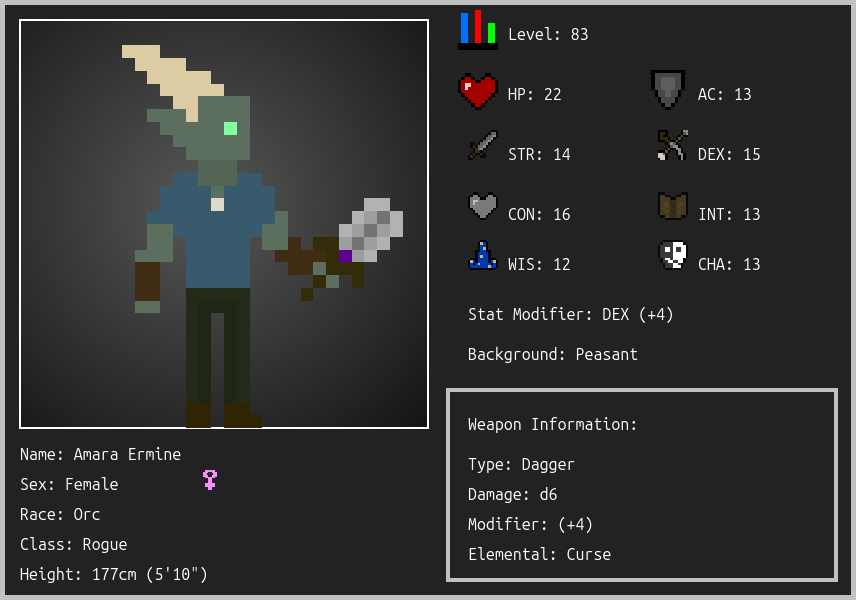 Level: 83
HP: 22
AC: 13
STR: 14
DEX: 15
CON: 16
INT: 13
WIS: 12
CHA: 13
Stat Modifier: DEX (+4)
Background: Peasant
Weapon Information:
Type: Dagger
Damage: d6
Modifier: (+4)
Elemental: Curse
Name: Amara Ermine
Sex: Female
Race: Orc
Class: Rogue
Height: 177cm (5'10")